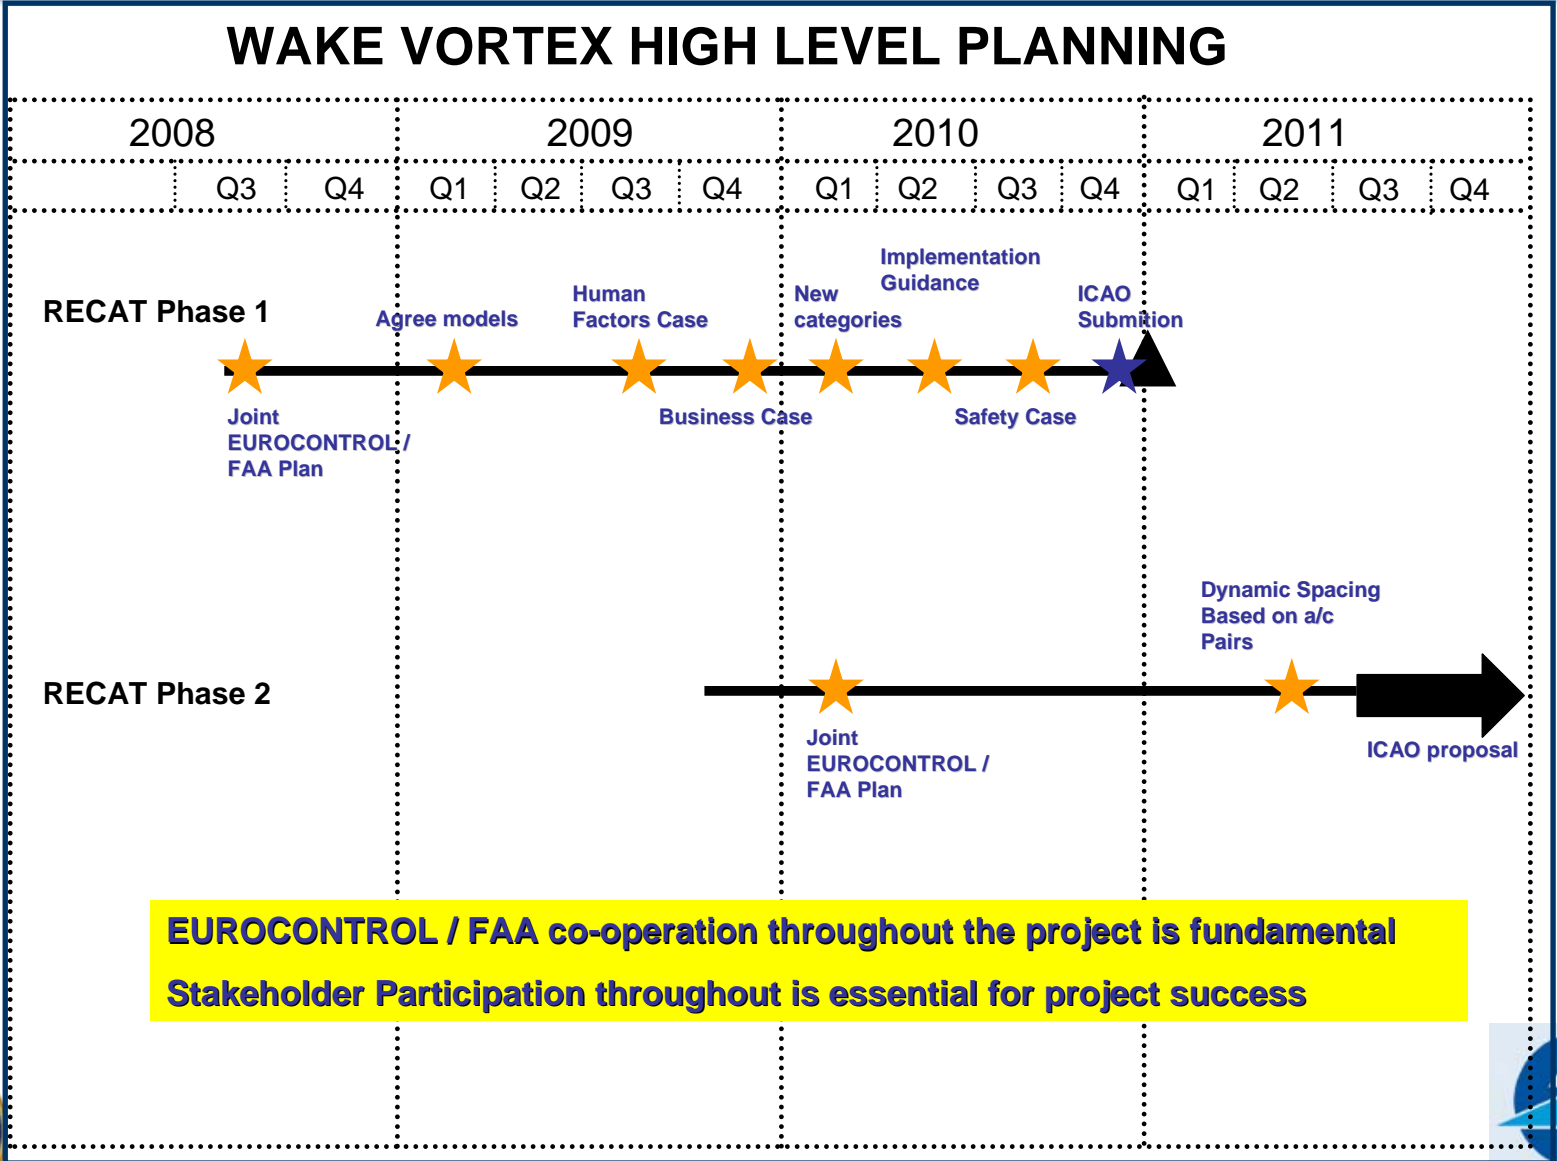 WAKE VORTEX HIGH LEVEL PLANNING
2008 2009 2010 2011
Q3 Q4 Q1 Q2 Q3 Q4 Q1 Q2 Q3 Q4 Q1 Q2 Q3 Q4
RECAT Phase 1
Agree models
Human
Factors Case
New
categories
Implementation
Guidance
ICAO
Submition
Joint
EUROCONTROL /
FAA Plan
Business Case
Safety Case
RECAT Phase 2
Dynamic Spacing
Based on a/c
Pairs
Joint
EUROCONTROL /
FAA Plan
ICAO proposal
EUROCONTROL / FAA co-operation throughout the project is fundamental
Stakeholder Participation throughout is essential for project success